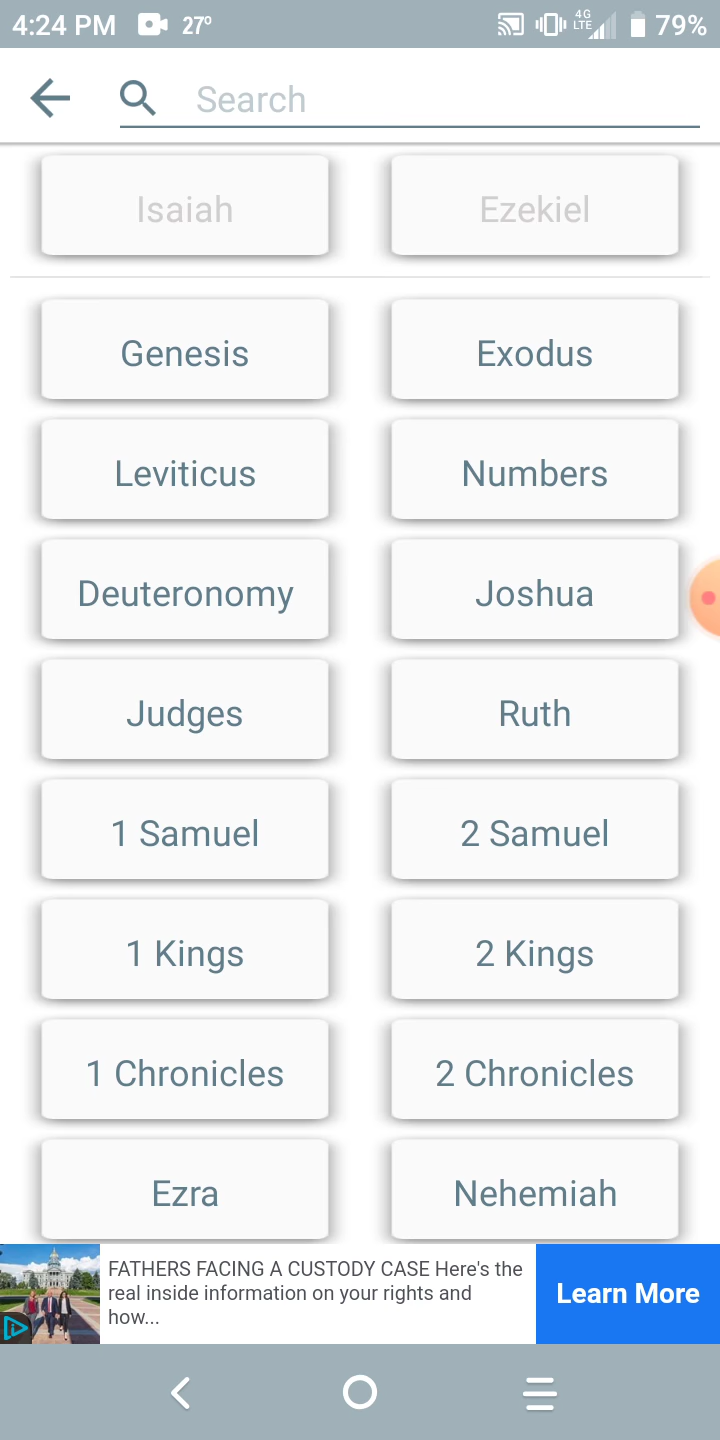 4:24 PM 27° 4G LTE 79%
Search
Isaiah Ezekiel
Genesis Exodus
Leviticus Numbers
Deuteronomy Joshua
Judges Ruth
1 Samuel 2 Samuel
1 Kings 2 Kings
1 Chronicles 2 Chronicles
Ezra Nehemiah
FATHERS FACING A CUSTODY CASE Here's the
real inside information on your rights and
how...
Learn More